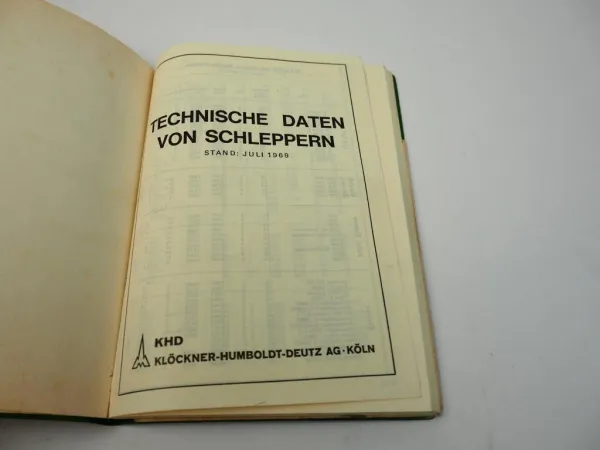 TECHNISCHE DATEN
VON SCHLEPPERN
STAND: JULI 1969
KHD
KLÖCKNER-HUMBOLDT-DEUTZ AG·KÖLN